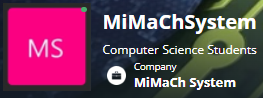 MS
MiMaChSystem
Computer Science Students
Company
MiMaCh System